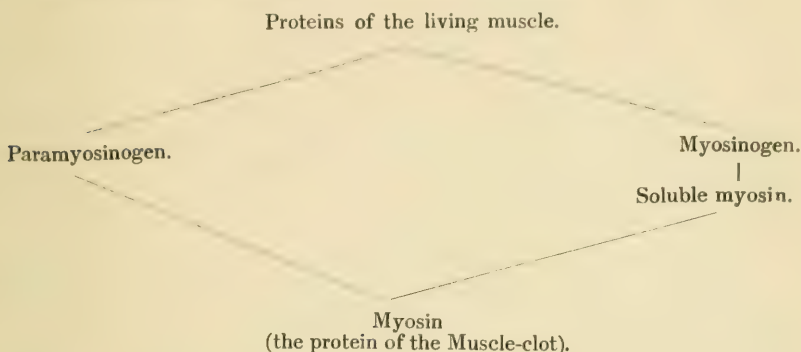 Proteins of the living muscle.
Paramyosinogen.
Myosinogen.
Soluble myosin.
Myosin
(the protein of the Muscle-clot).